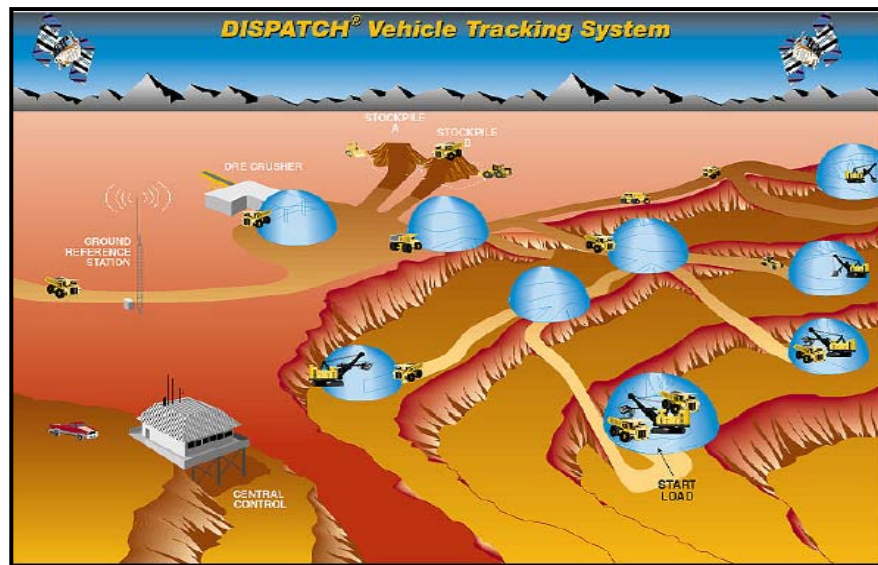 DISPATCH® Vehicle Tracking System
STOCKPILE
A
STOCKPILE
B
ORE CRUSHER
GROUND
REFERENCE
STATION
CENTRAL
CONTROL
START
LOAD